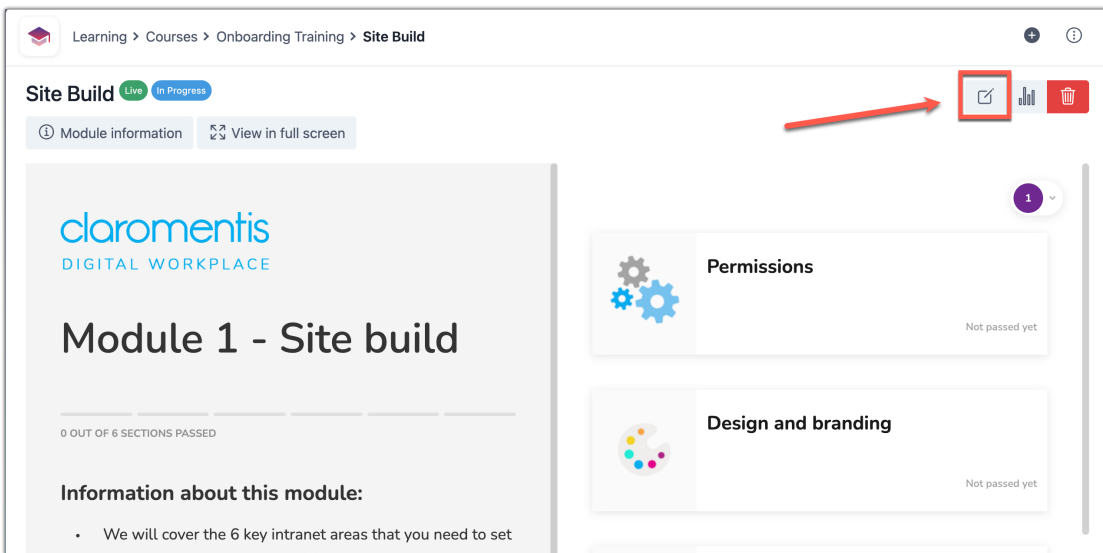 Learning > Courses > Onboarding Training > Site Build
Site Build Live In Progress
Module information View in full screen
claromentis
DIGITAL WORKPLACE
Module 1 - Site build
0 OUT OF 6 SECTIONS PASSED
Information about this module:
• We will cover the 6 key intranet areas that you need to set
1
Permissions
Not passed yet
Design and branding
Not passed yet